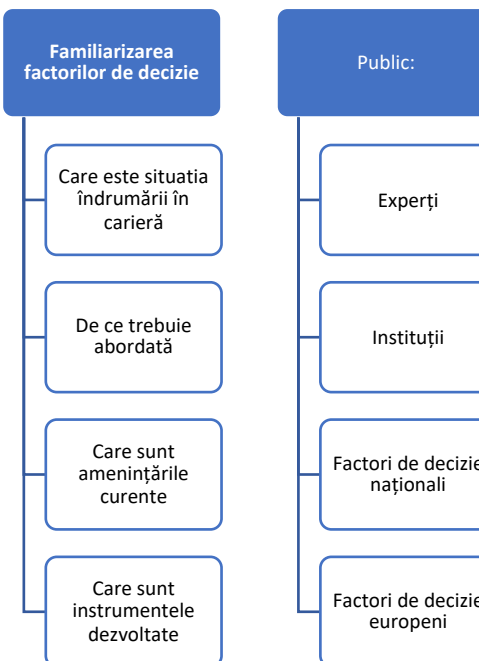 Familiarizarea
factorilor de decizie
Care este situatia
îndrumării în
carieră
De ce trebuie
abordată
Care sunt
amenințările
curente
Care sunt
instrumentele
dezvoltate
Public:
Experți
Instituții
Factori de decizie
naționali
Factori de decizie
europeni